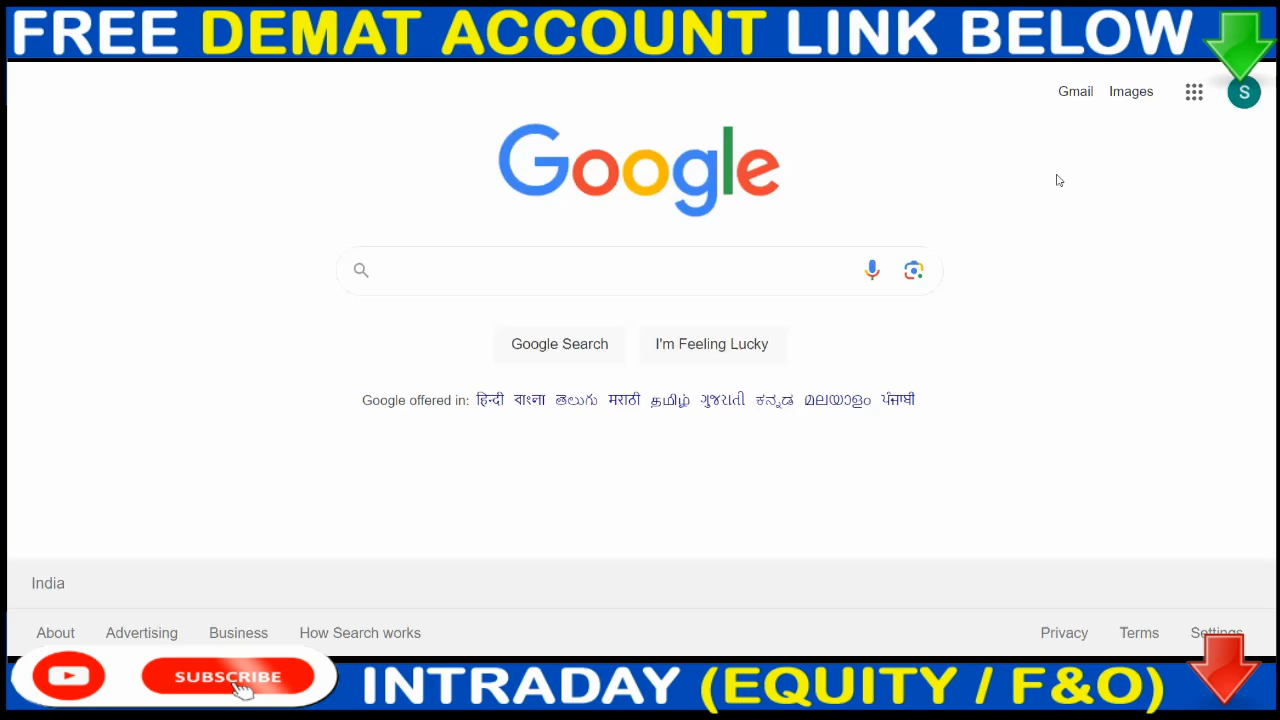 FREE DEMAT ACCOUNT LINK BELOW
Gmail Images S
Google
Google Search I'm Feeling Lucky
Google offered in: हिन्दी বাংলা తెలుగు मराठी தமிழ் ગુજરાતી ಕನ್ನಡ മലയാളം ਪੰਜਾਬੀ
India
About Advertising Business How Search works Privacy Terms Settings
SUBSCRIBE INTRADAY (EQUITY / F&O)